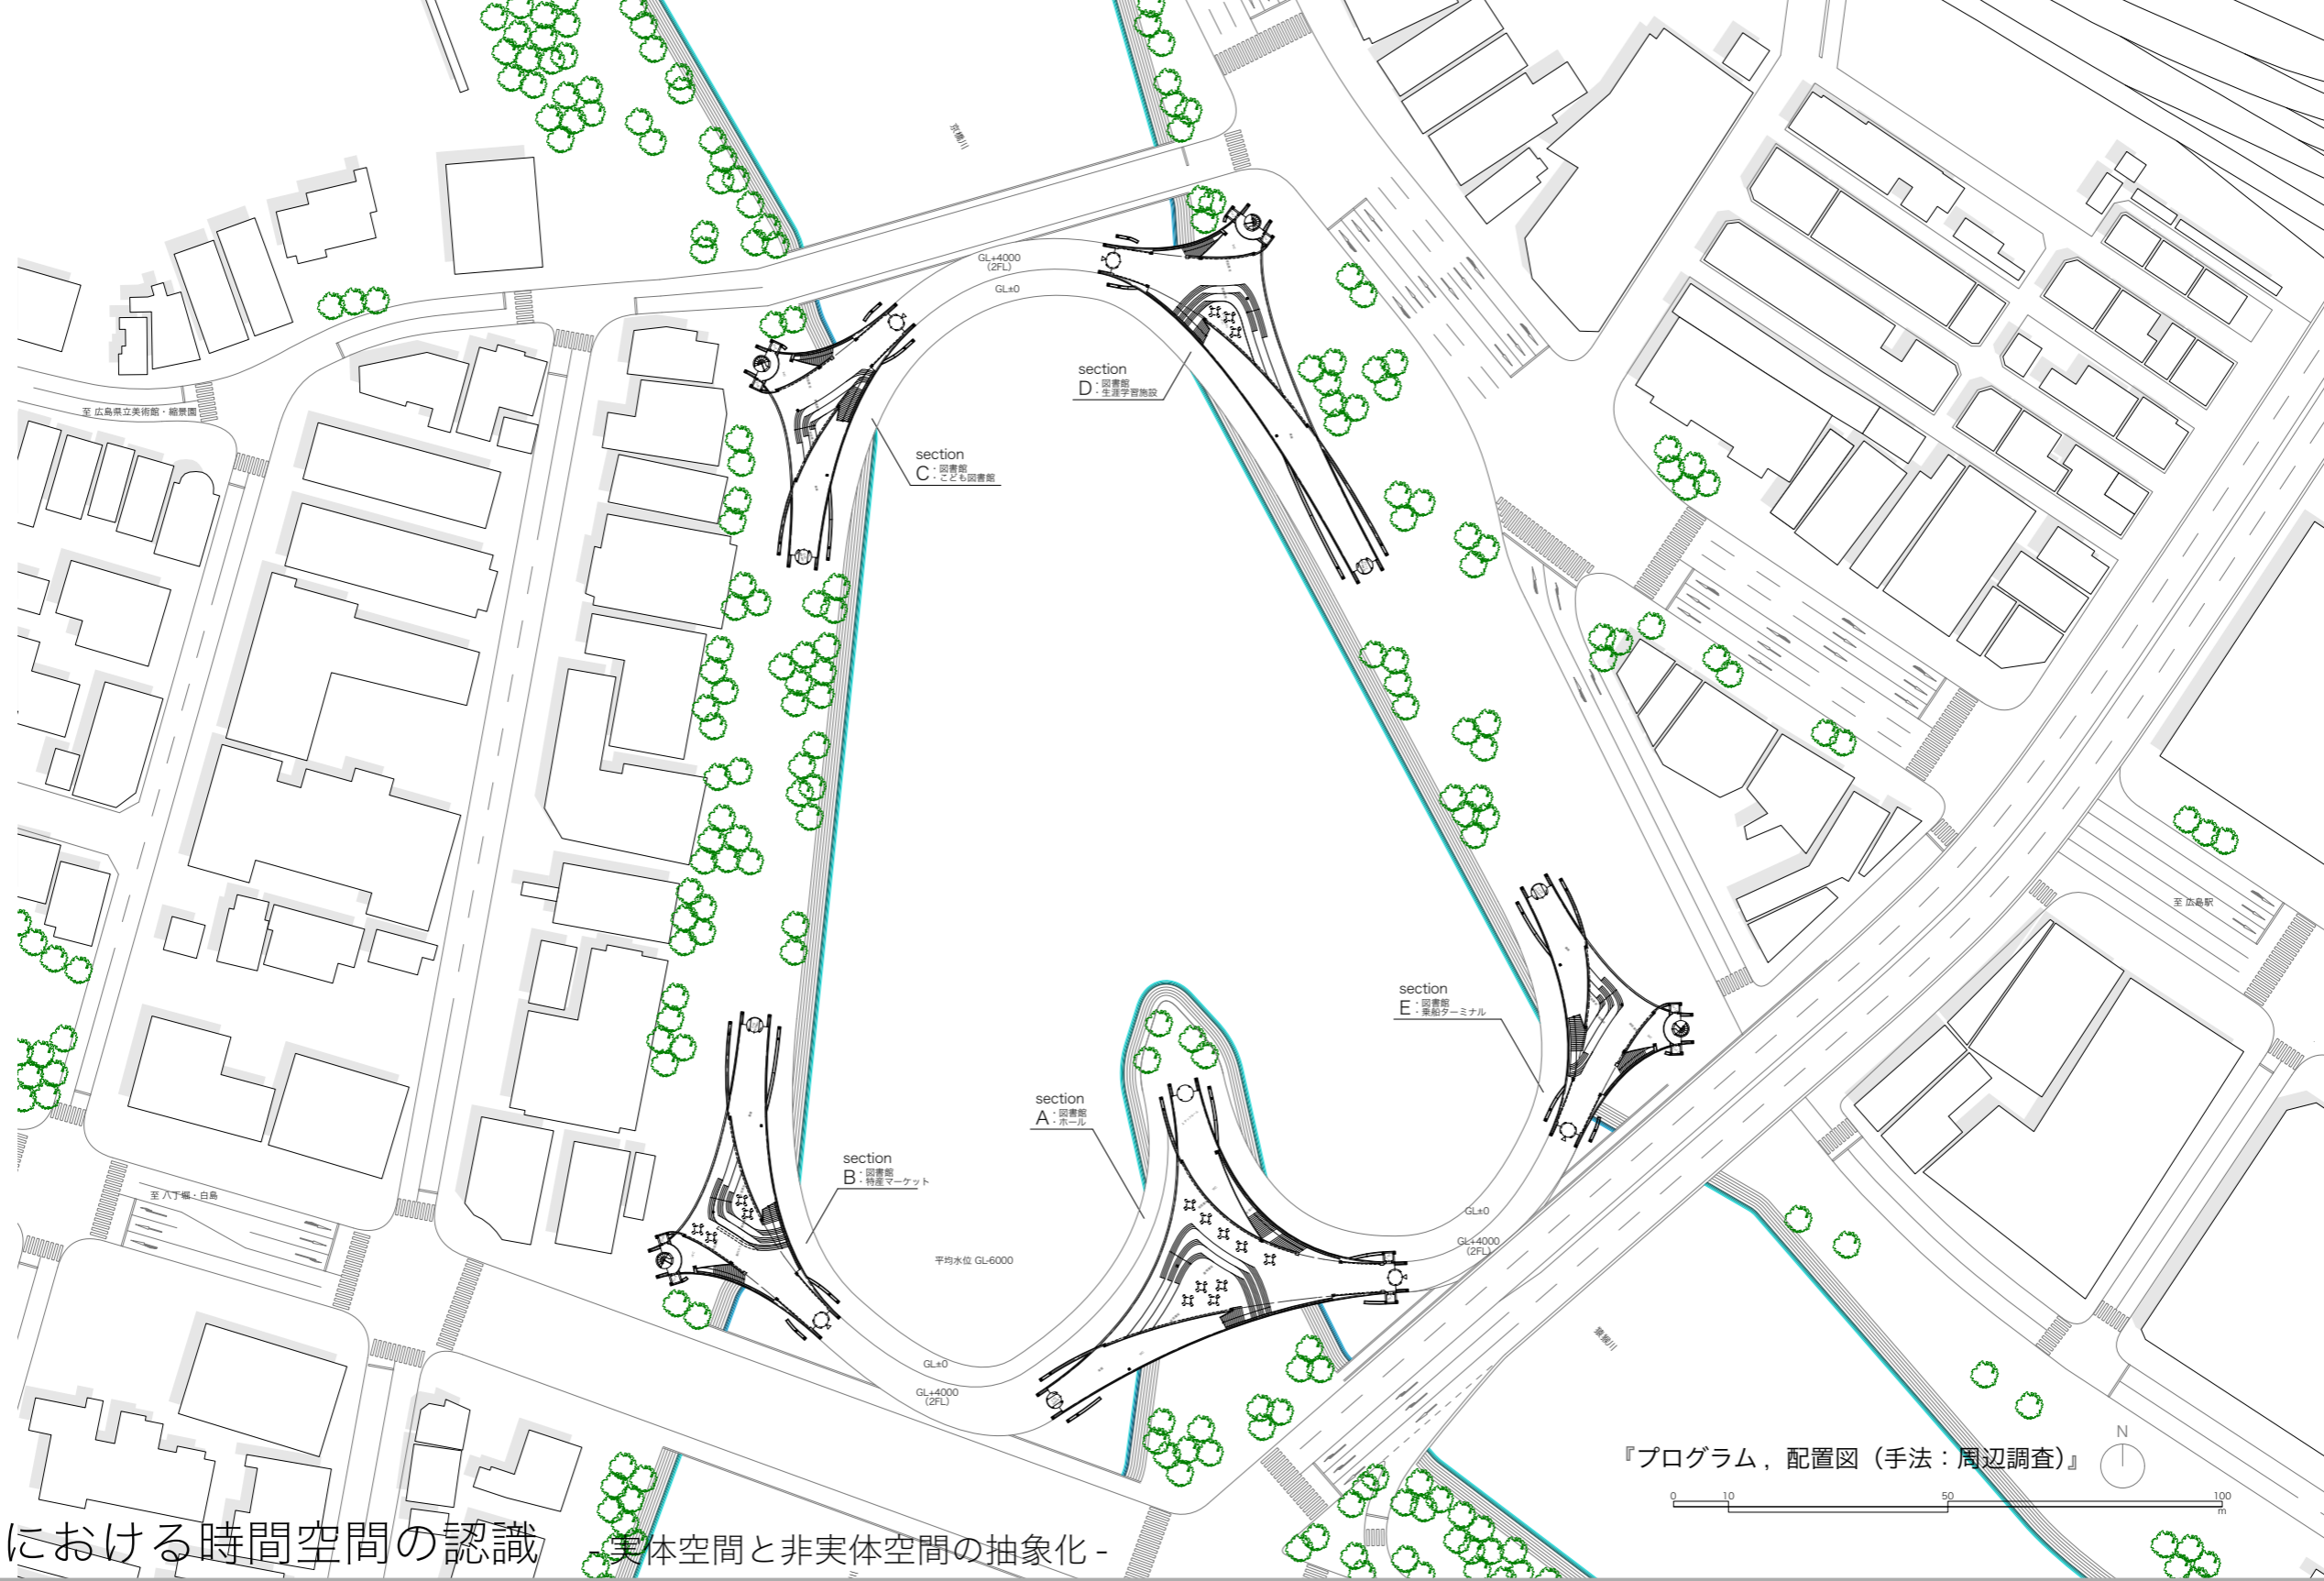 京橋川
GL+4000
(2FL)
GL±0
section
D・図書館
・生涯学習施設
至 広島県立美術館・縮景園
section
C・図書館
・こども図書館
至 広島駅
section
E・図書館
・乗船ターミナル
section
A・図書館
・ホール
section
B・図書館
・特産マーケット
至 八丁堀・白島
GL±0
GL+4000
(2FL)
平均水位 GL-6000
猿猴川
GL±0
GL+4000
(2FL)
『プログラム，配置図（手法：周辺調査）』
N
0 10 50 100
m
における時間空間の認識 - 実体空間と非実体空間の抽象化 -